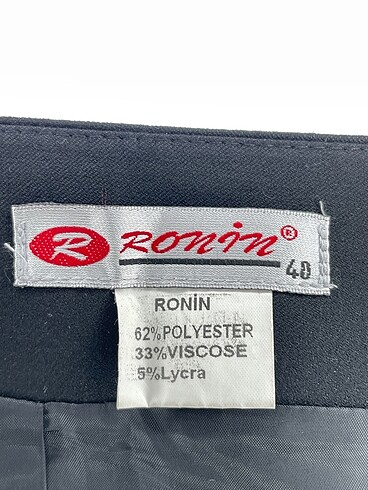 R RONİN®
40
RONİN
62%POLYESTER
33%VISCOSE
5%Lycra